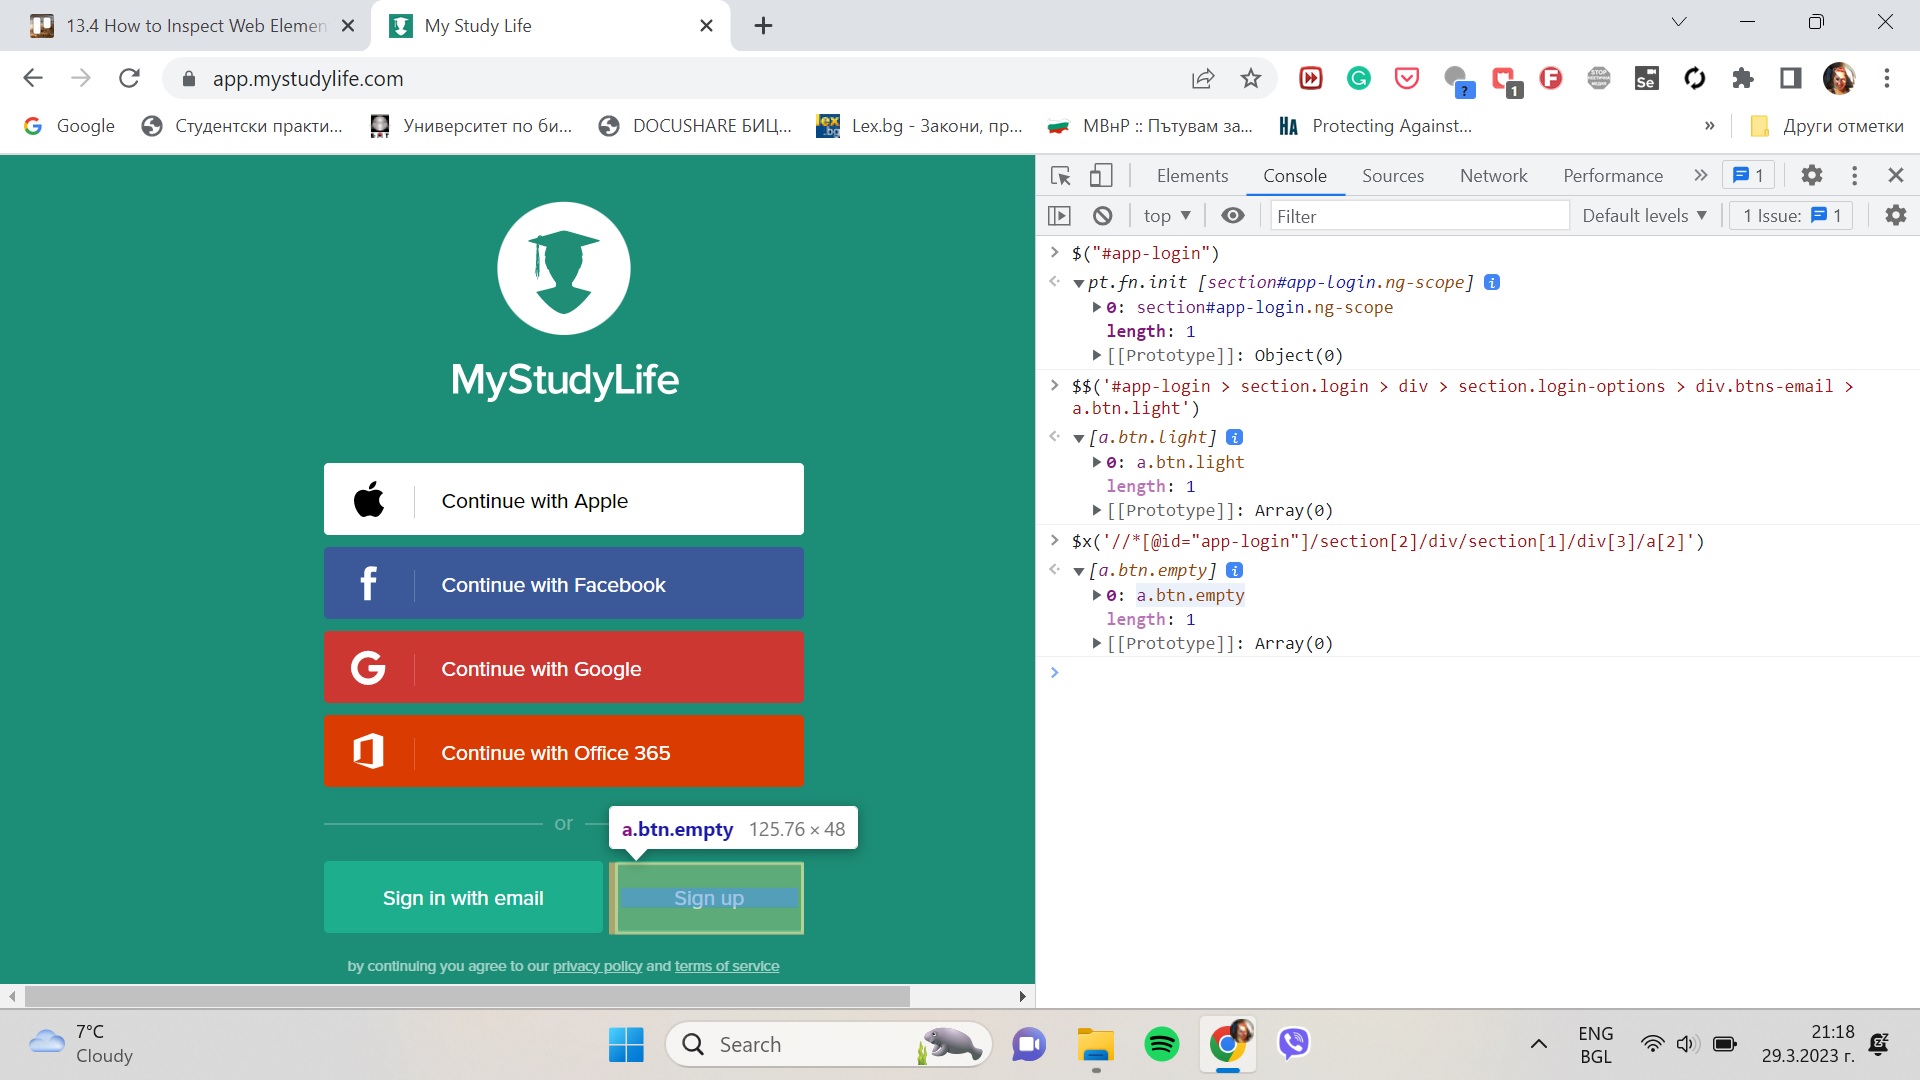 13.4 How to Inspect Web Elemen
My Study Life
app.mystudylife.com
? 1 STOP Se
Google Студентски практи... Университет по би... DOCUSHARE БИЦ... Lex.bg - Закони, пр... МВнР :: Пътувам за... HA Protecting Against... » Други отметки
Elements Console Sources Network Performance » 1
top Filter Default levels 1 Issue: 1
MyStudyLife
Continue with Apple
Continue with Facebook
Continue with Google
Continue with Office 365
or
a.btn.empty 125.76 × 48
Sign in with email Sign up
by continuing you agree to our privacy policy and terms of service
$("#app-login")
pt.fn.init [section#app-login.ng-scope]
0: section#app-login.ng-scope
length: 1
[[Prototype]]: Object(0)
$$('#app-login > section.login > div > section.login-options > div.btns-email >
a.btn.light')
[a.btn.light]
0: a.btn.light
length: 1
[[Prototype]]: Array(0)
$x('//*[@id="app-login"]/section[2]/div/section[1]/div[3]/a[2]')
[a.btn.empty]
0: a.btn.empty
length: 1
[[Prototype]]: Array(0)
7°C
Cloudy
Search
ENG
BGL
21:18
29.3.2023 г.